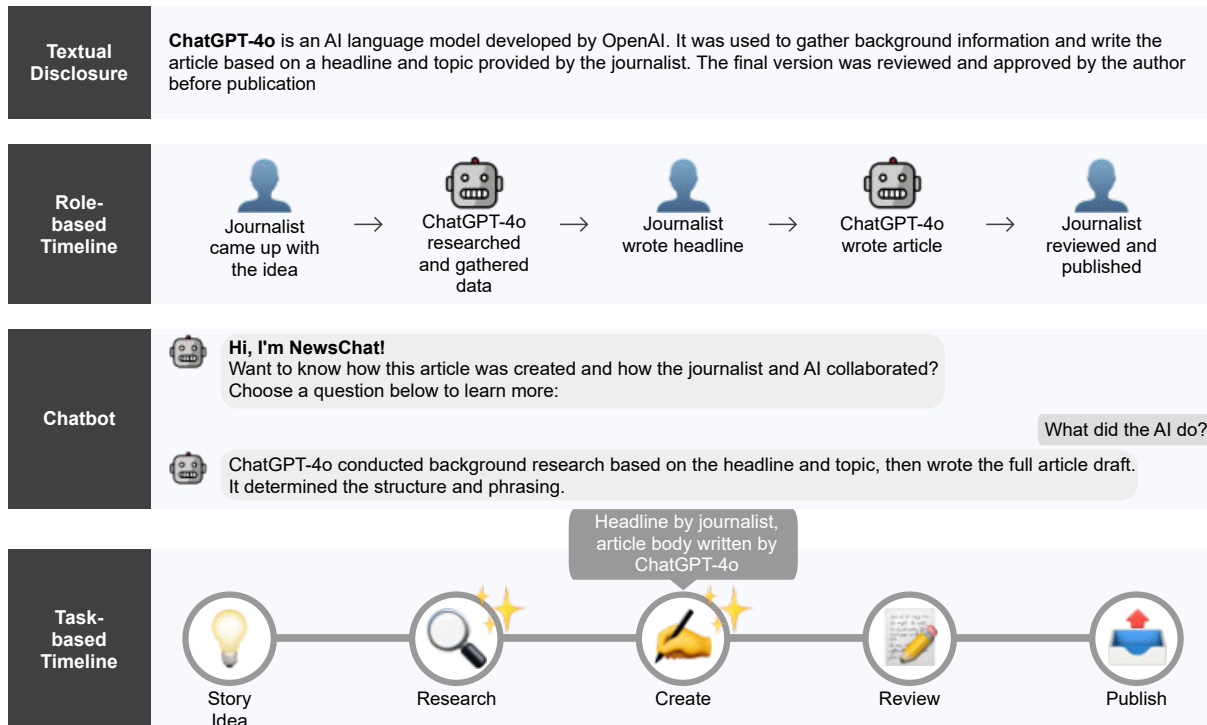 Textual
Disclosure
ChatGPT-4o is an AI language model developed by OpenAI. It was used to gather background information and write the
article based on a headline and topic provided by the journalist. The final version was reviewed and approved by the author
before publication
Role-
based
Timeline
Journalist
came up with
the idea
→
ChatGPT-4o
researched
and gathered
data
→
Journalist
wrote headline
→
ChatGPT-4o
wrote article
→
Journalist
reviewed and
published
Chatbot
Hi, I'm NewsChat!
Want to know how this article was created and how the journalist and AI collaborated?
Choose a question below to learn more:
What did the AI do?
ChatGPT-4o conducted background research based on the headline and topic, then wrote the full article draft.
It determined the structure and phrasing.
Task-
based
Timeline
Headline by journalist,
article body written by
ChatGPT-4o
Story
Idea
Research
Create
Review
Publish